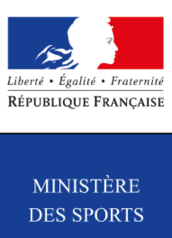 Liberté • Égalité • Fraternité
RÉPUBLIQUE FRANÇAISE
MINISTÈRE
DES SPORTS